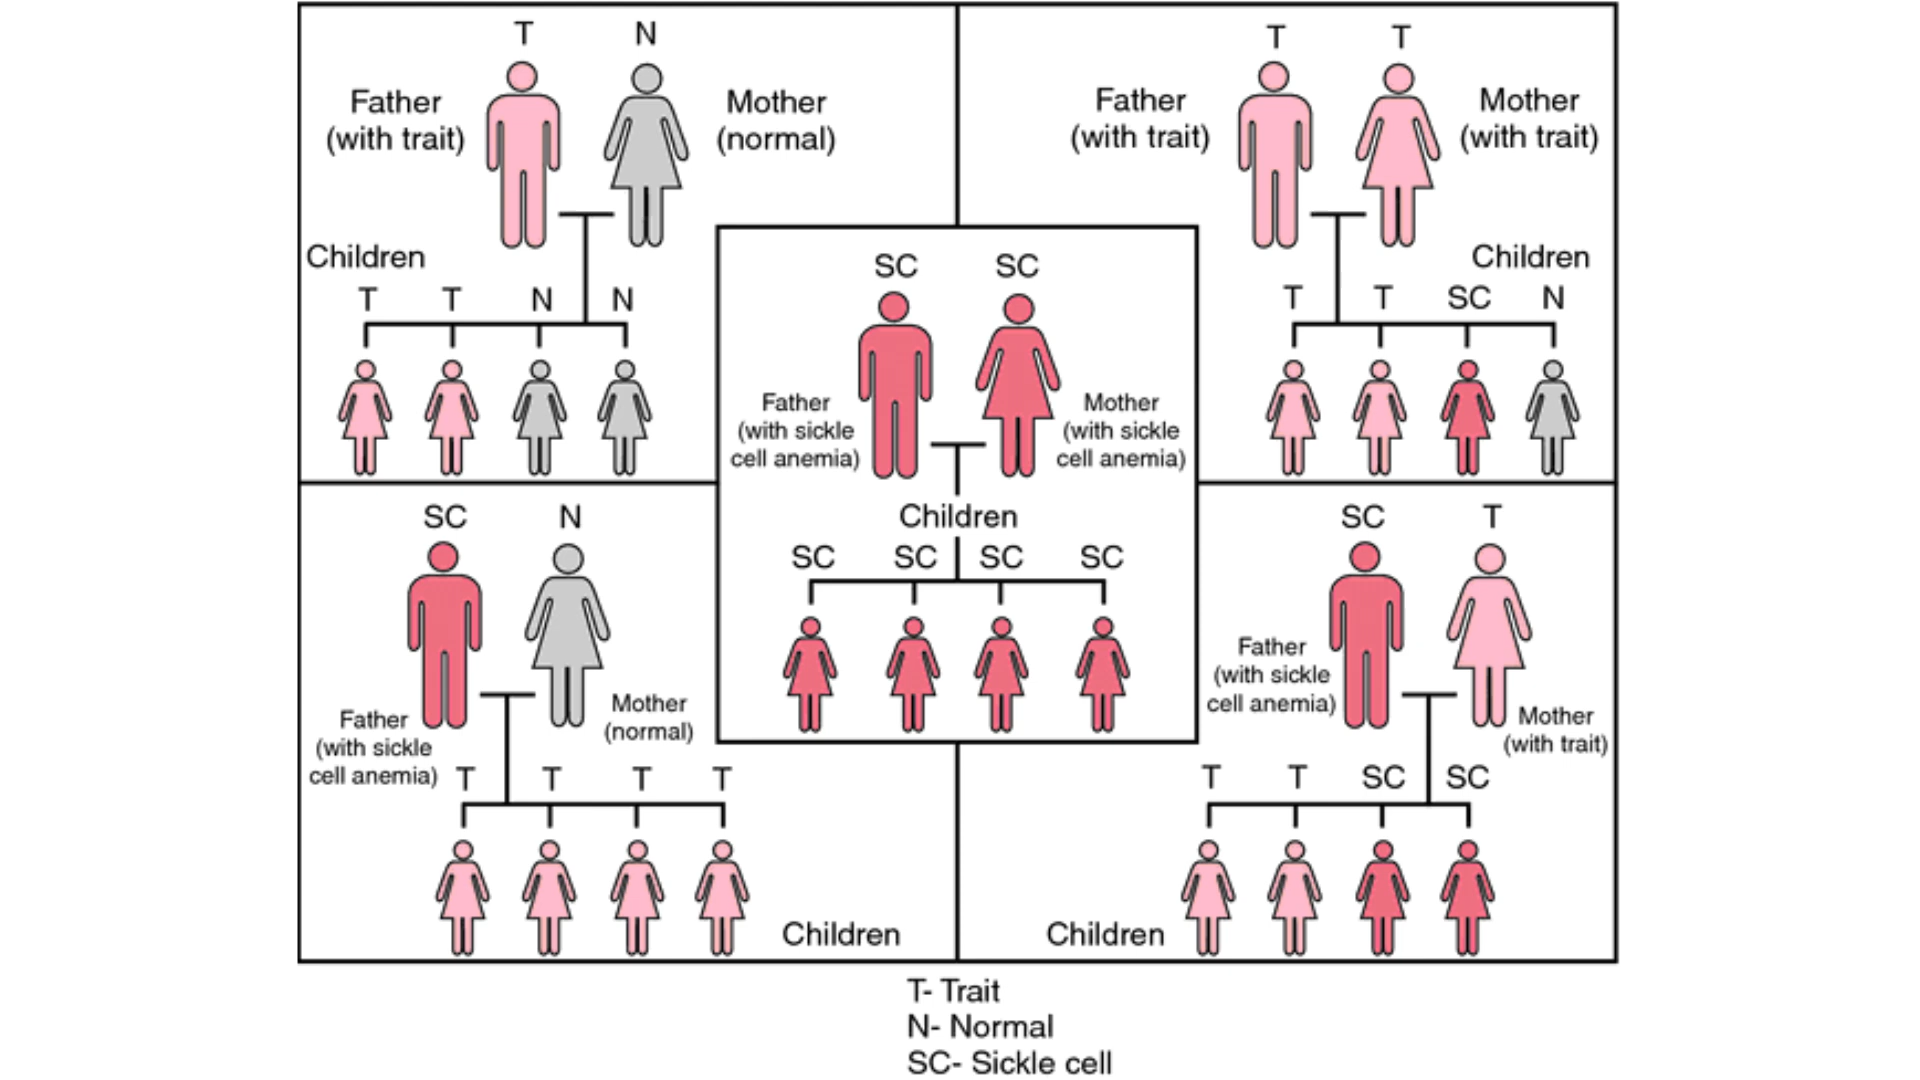 T N
Father
(with trait)
Mother
(normal)
Children
T T N N
T T
Father
(with trait)
Mother
(with trait)
Children
T T SC N
SC SC
Father
(with sickle
cell anemia)
Mother
(with sickle
cell anemia)
Children
SC SC SC SC
SC N
Father
(with sickle
cell anemia)
Mother
(normal)
T T T T
Children
SC T
Father
(with sickle
cell anemia)
Mother
(with trait)
T T SC SC
Children
T- Trait
N- Normal
SC- Sickle cell